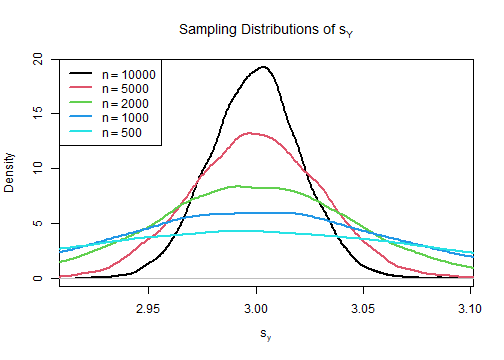 Sampling Distributions of sY
n = 10000
n = 5000
n = 2000
n = 1000
n = 500
Density
20
15
10
5
0
2.95 3.00 3.05 3.10
sy